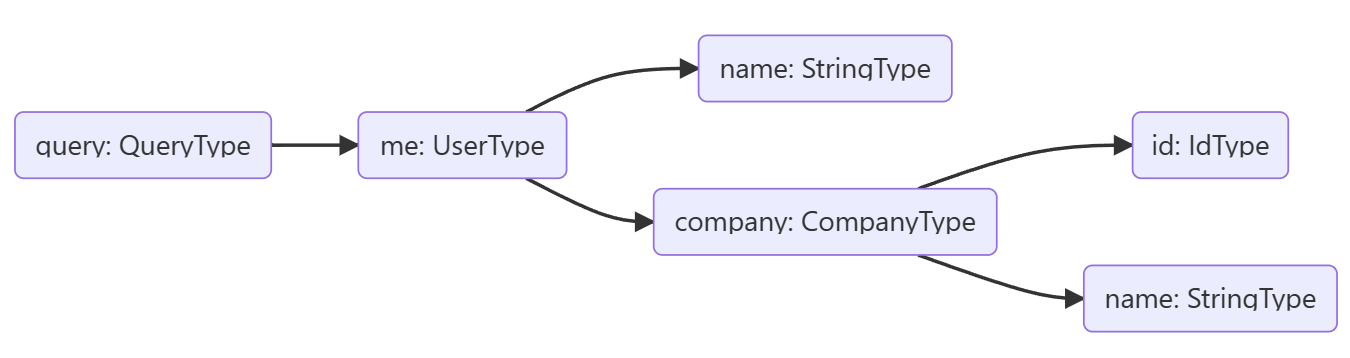 query: QueryType
me: UserType
name: StringType
company: CompanyType
id: IdType
name: StringType